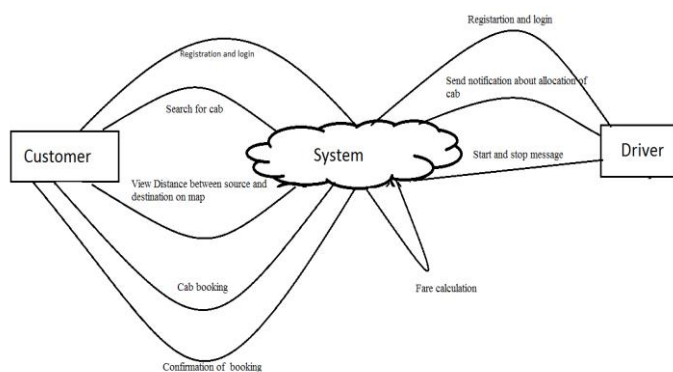 Registration and login
Registartion and login
Send notification about allocation of
cab
Search for cab
Customer
System
Driver
Start and stop message
View Distance between source and
destination on map
Cab booking
Fare calculation
Confirmation of booking